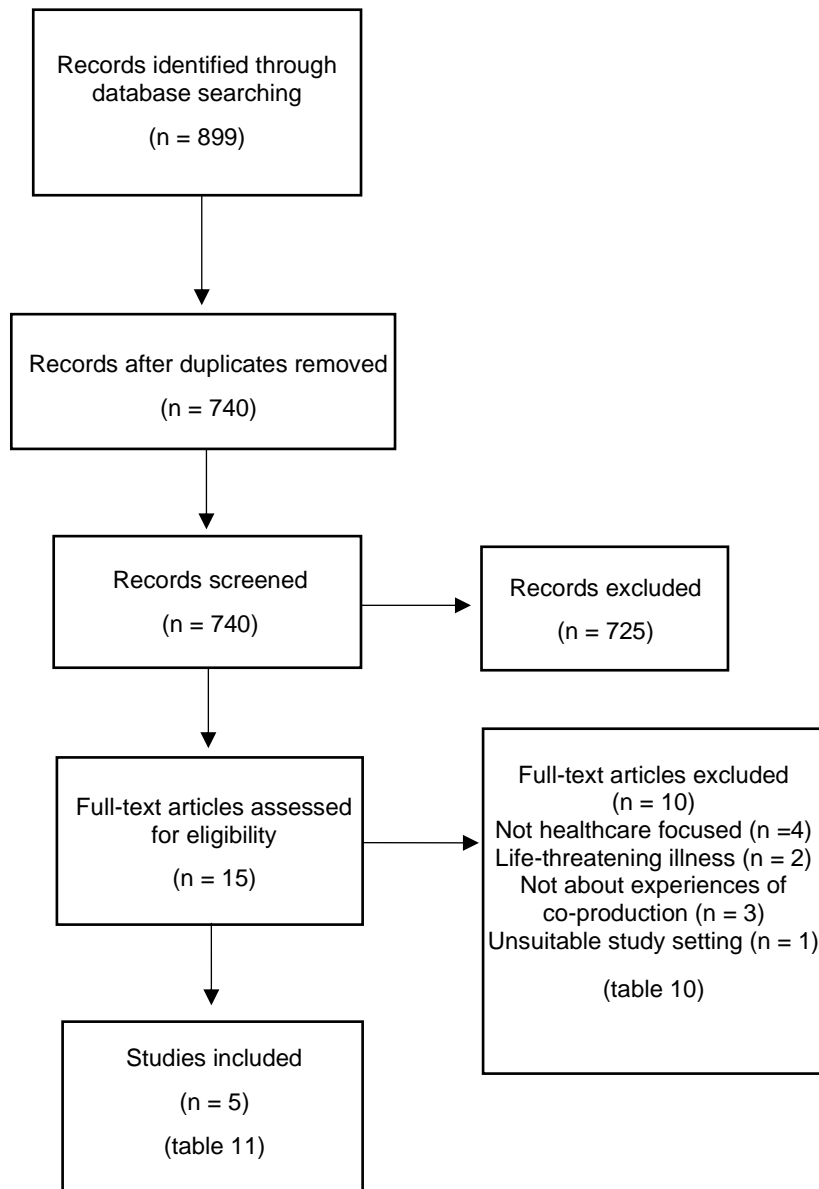 Records identified through
database searching
(n = 899)
Records after duplicates removed
(n = 740)
Records screened
(n = 740)
Records excluded
(n = 725)
Full-text articles assessed
for eligibility
(n = 15)
Full-text articles excluded
(n = 10)
Not healthcare focused (n =4)
Life-threatening illness (n = 2)
Not about experiences of
co-production (n = 3)
Unsuitable study setting (n = 1)
(table 10)
Studies included
(n = 5)
(table 11)